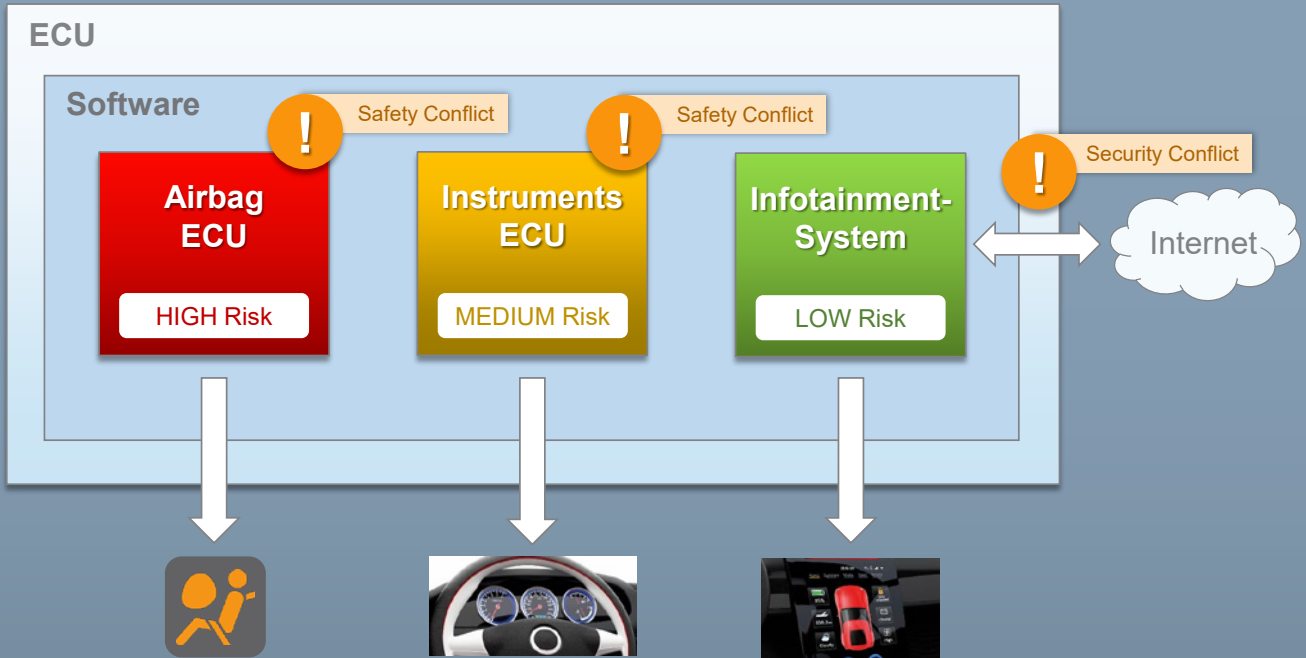 ECU
Software
!
Safety Conflict
!
Safety Conflict
!
Security Conflict
Airbag
ECU
HIGH Risk
Instruments
ECU
MEDIUM Risk
Infotainment-
System
LOW Risk
Internet